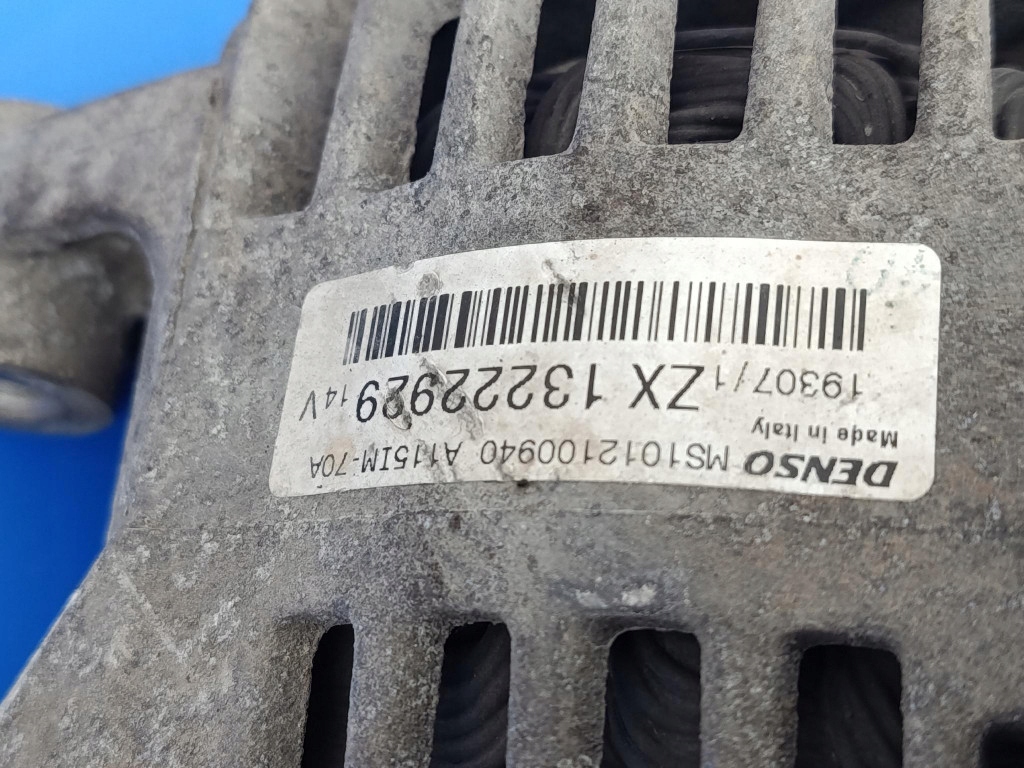 DENSO MS1012100940 A115IM-70A
Made in Italy
19307/1 ZX 13222929 14V